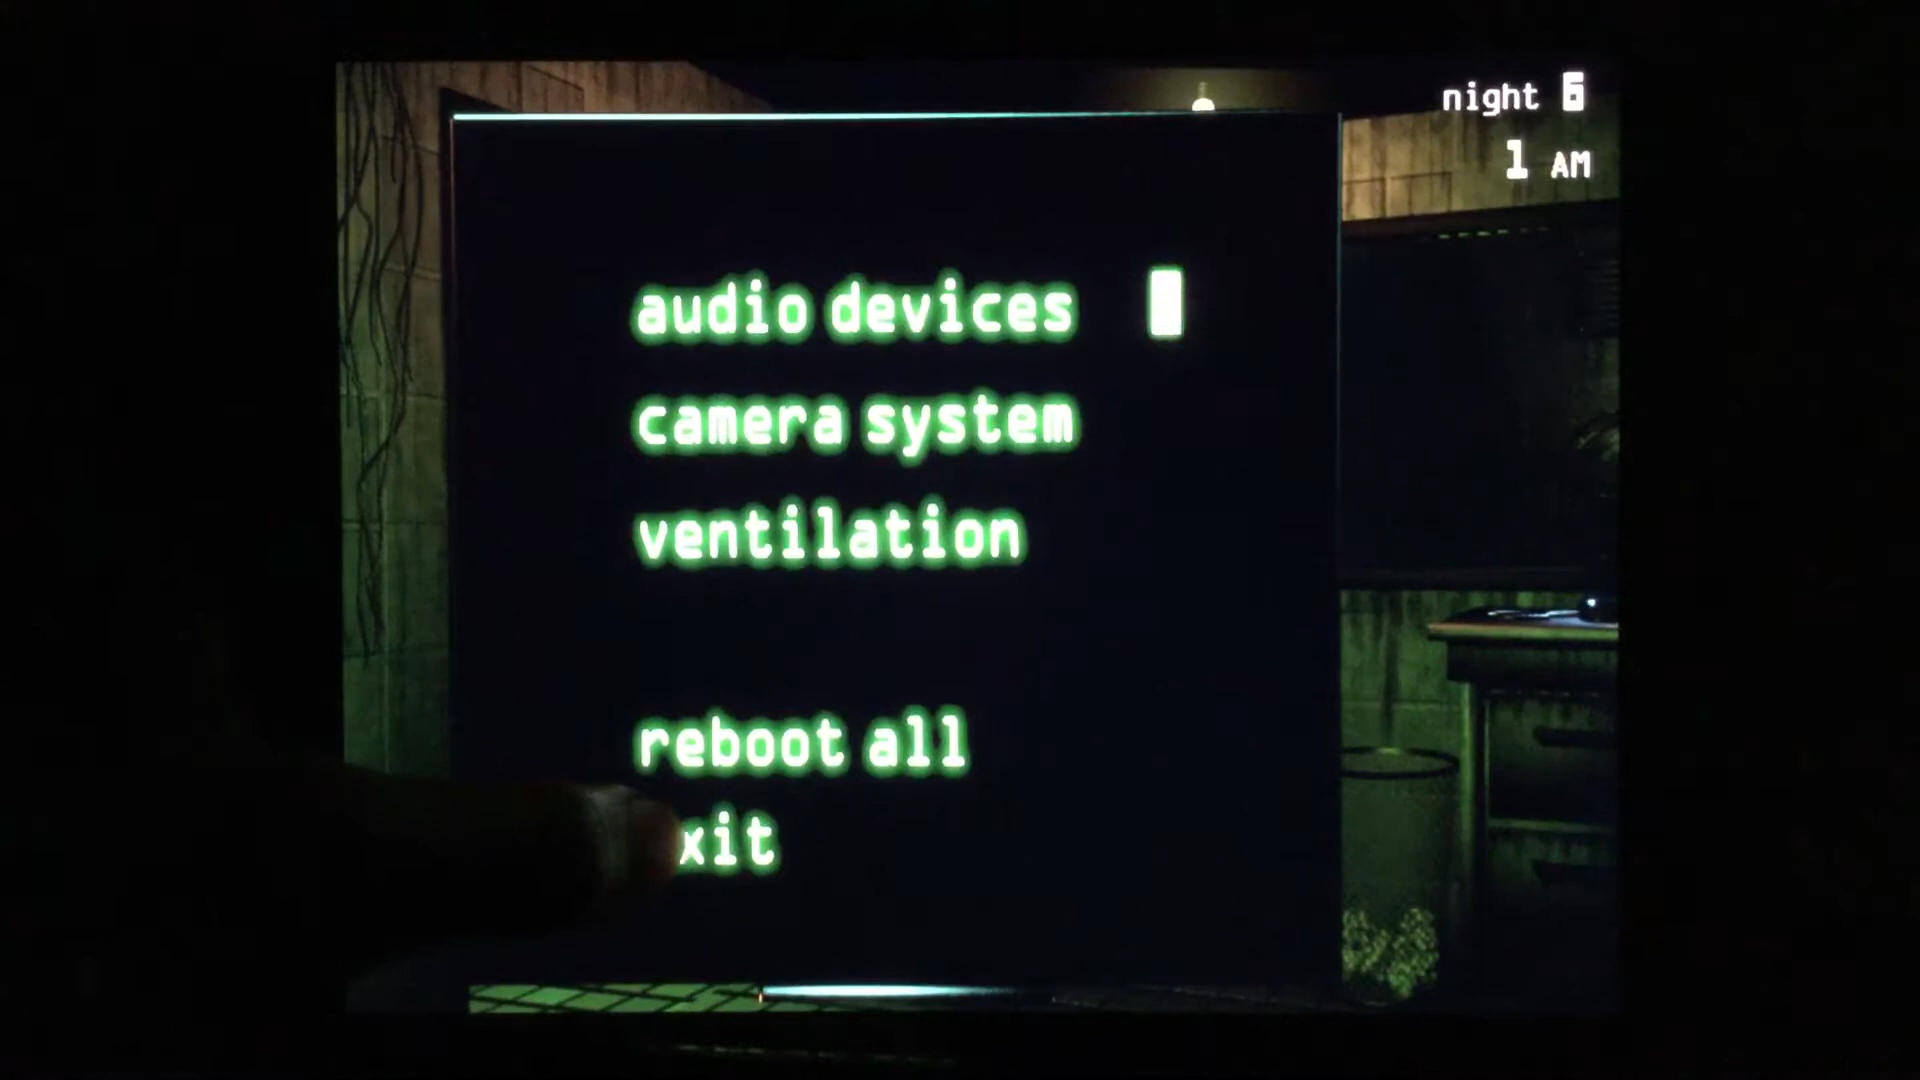 night 6
1 AM
audio devices
camera system
ventilation
reboot all
xit